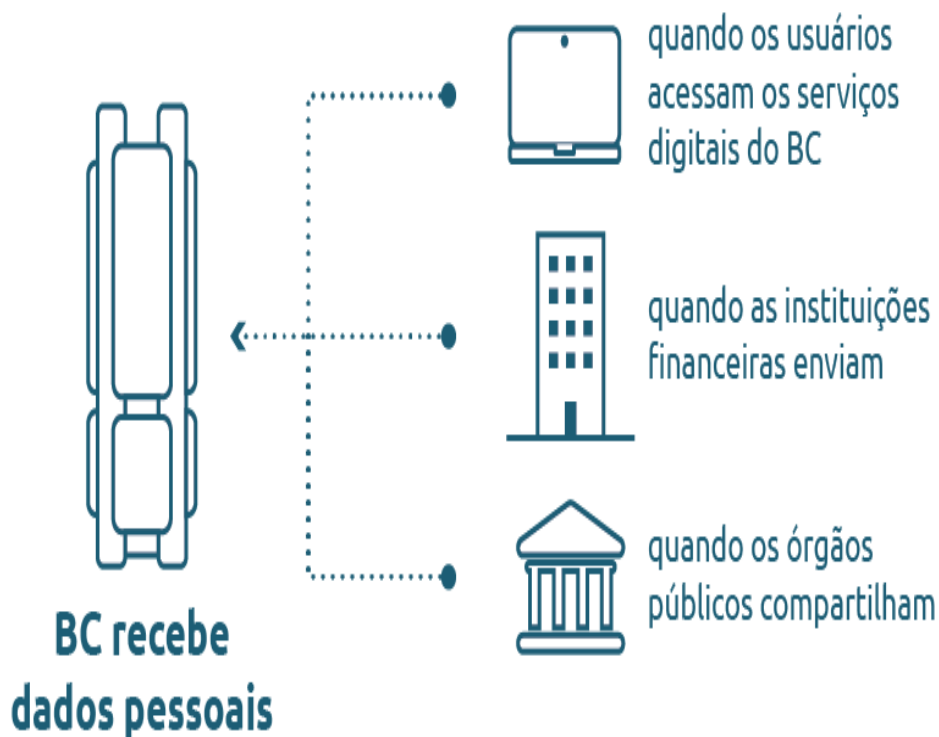 quando os usuários
acessam os serviços
digitais do BC
quando as instituições
financeiras enviam
quando os órgãos
públicos compartilham
BC recebe
dados pessoais